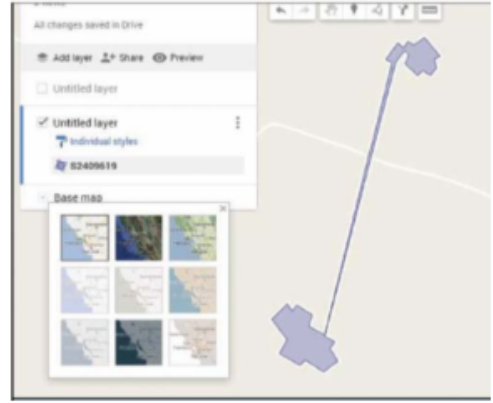 All changes saved in Drive
Add layer Share Preview
Untitled layer
Untitled layer
Individual styles
S2409619
Base map